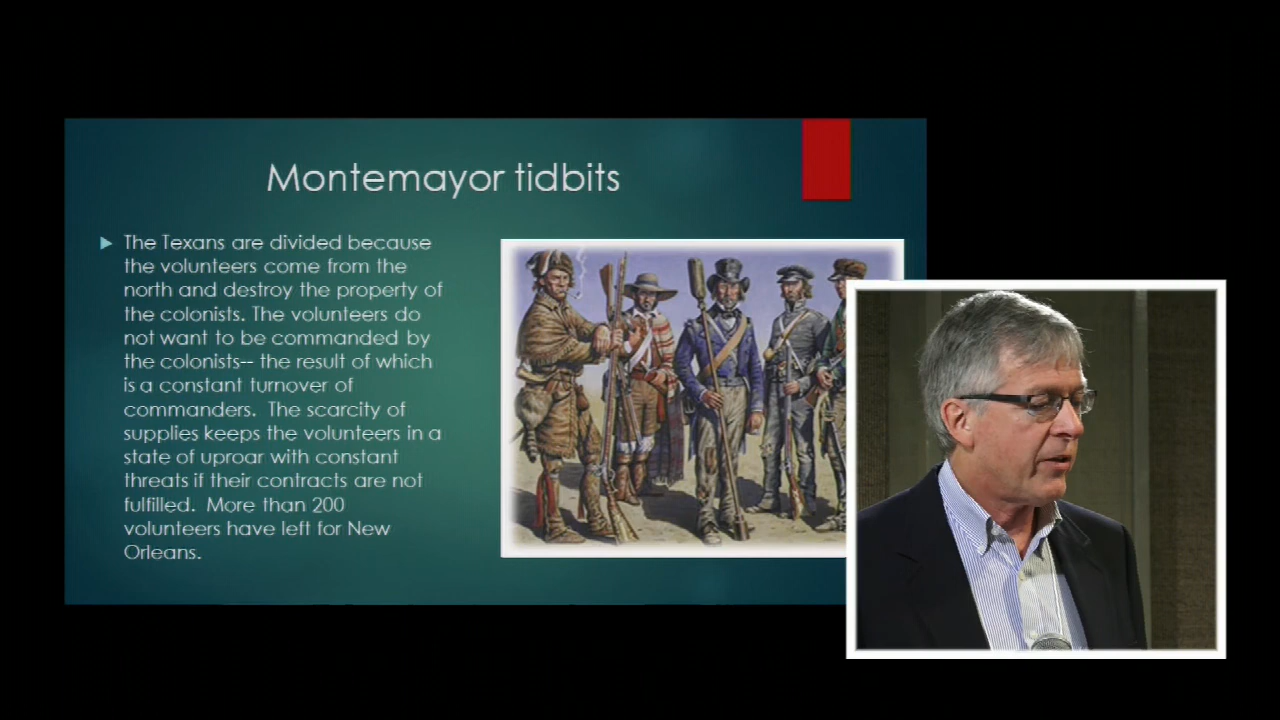 Montemayor tidbits
The Texans are divided because
the volunteers come from the
north and destroy the property of
the colonists. The volunteers do
not want to be commanded by
the colonists-- the result of which
is a constant turnover of
commanders. The scarcity of
supplies keeps the volunteers in a
state of uproar with constant
threats if their contracts are not
fulfilled. More than 200
volunteers have left for New
Orleans.